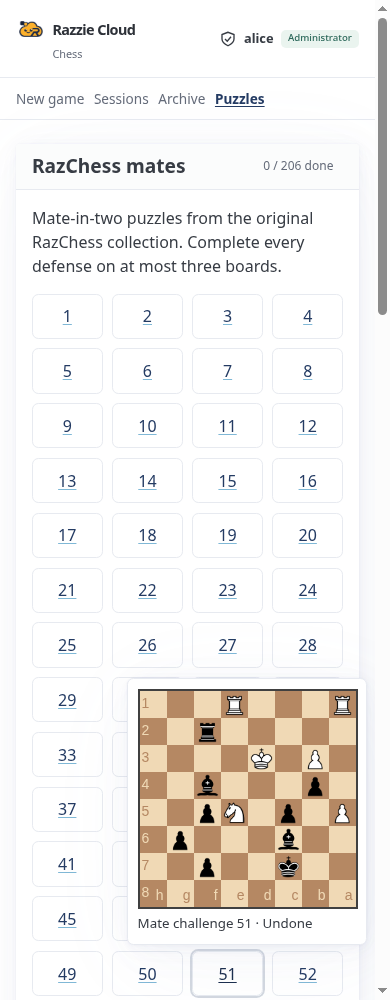 Razzie Cloud
Chess
alice
Administrator
New game Sessions Archive Puzzles
RazChess mates
0 / 206 done
Mate-in-two puzzles from the original
RazChess collection. Complete every
defense on at most three boards.
1 2 3 4
5 6 7 8
9 10 11 12
13 14 15 16
17 18 19 20
21 22 23 24
25 26 27 28
29
33
37
41
45
1
2
3
4
5
6
7
8 h g f e d c b a
Mate challenge 51 · Undone
49 50 51 52